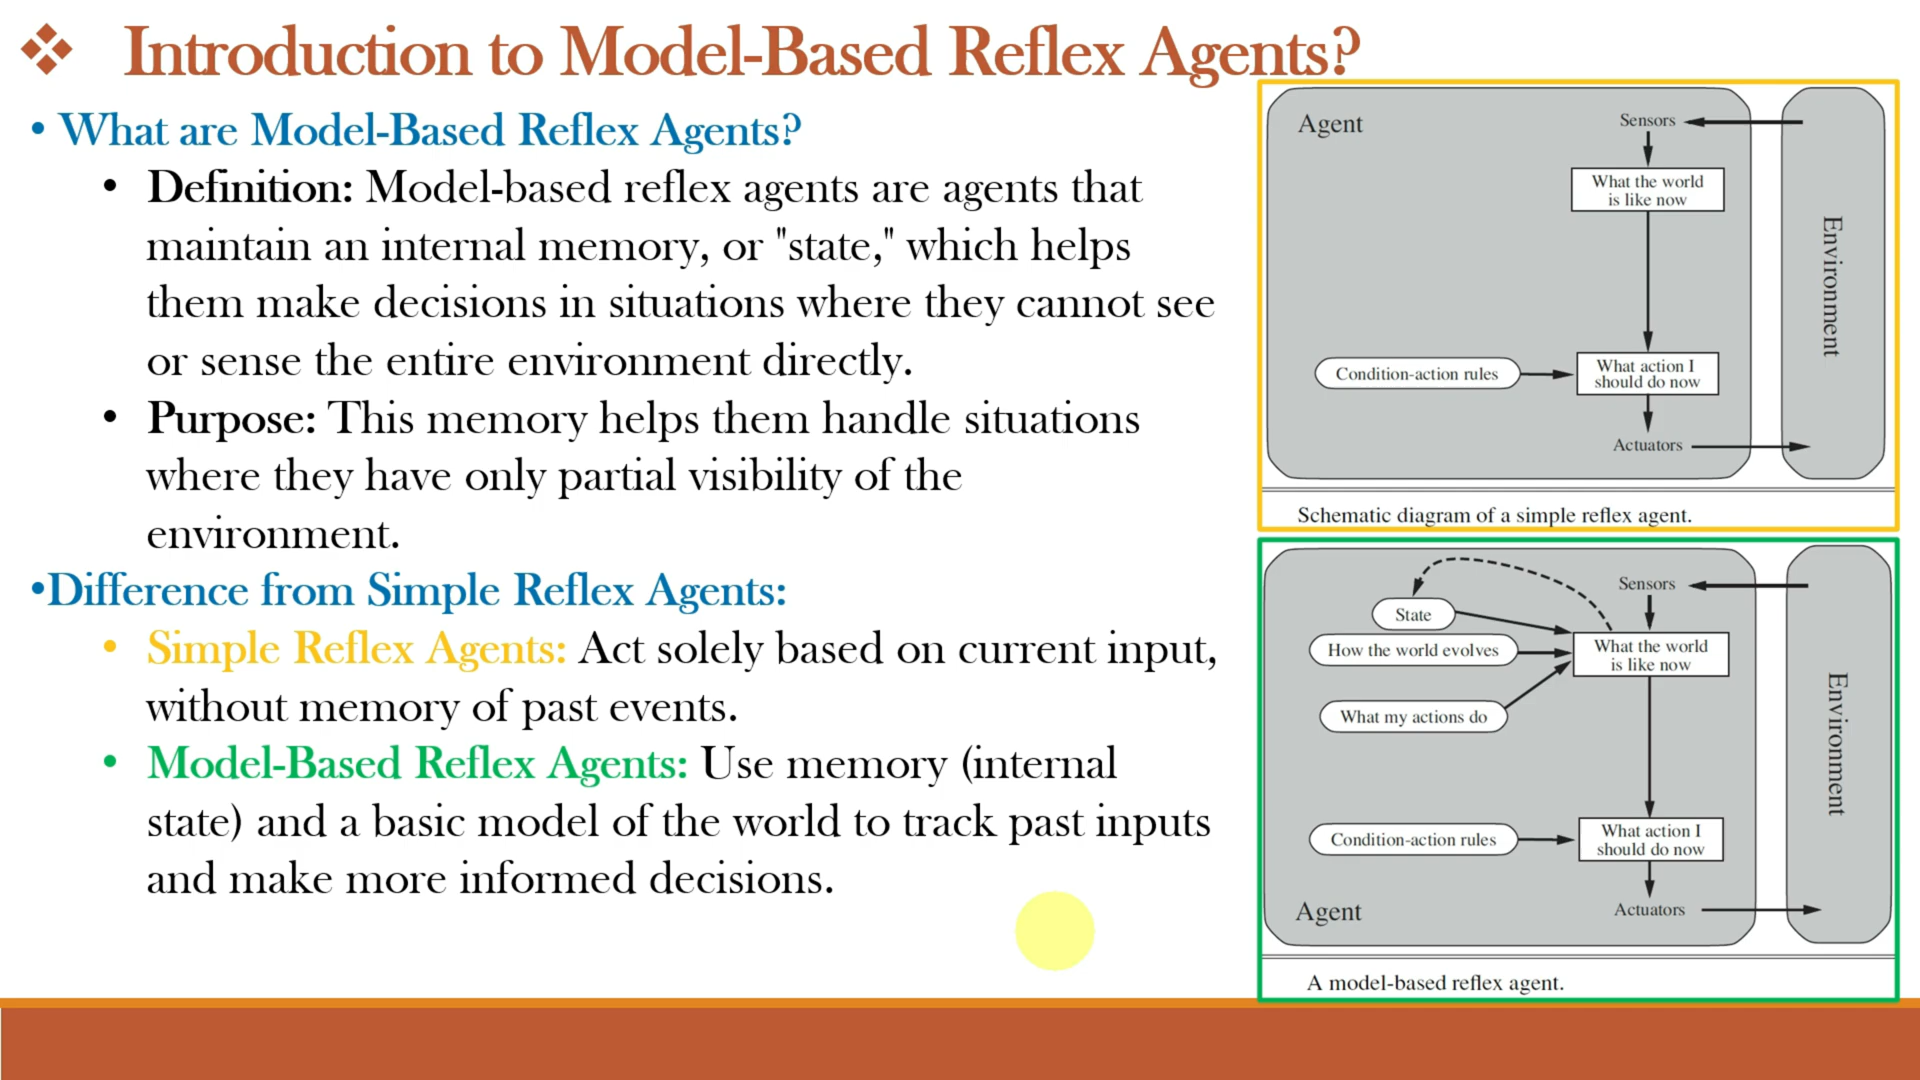 ❖ Introduction to Model-Based Reflex Agents?
• What are Model-Based Reflex Agents?
• Definition: Model-based reflex agents are agents that
maintain an internal memory, or "state," which helps
them make decisions in situations where they cannot see
or sense the entire environment directly.
• Purpose: This memory helps them handle situations
where they have only partial visibility of the
environment.
•Difference from Simple Reflex Agents:
• Simple Reflex Agents: Act solely based on current input,
without memory of past events.
• Model-Based Reflex Agents: Use memory (internal
state) and a basic model of the world to track past inputs
and make more informed decisions.
Agent
Sensors
What the world
is like now
Environment
Condition-action rules
What action I
should do now
Actuators
Schematic diagram of a simple reflex agent.
Sensors
State
How the world evolves
What the world
is like now
What my actions do
Environment
Condition-action rules
What action I
should do now
Agent
Actuators
A model-based reflex agent.